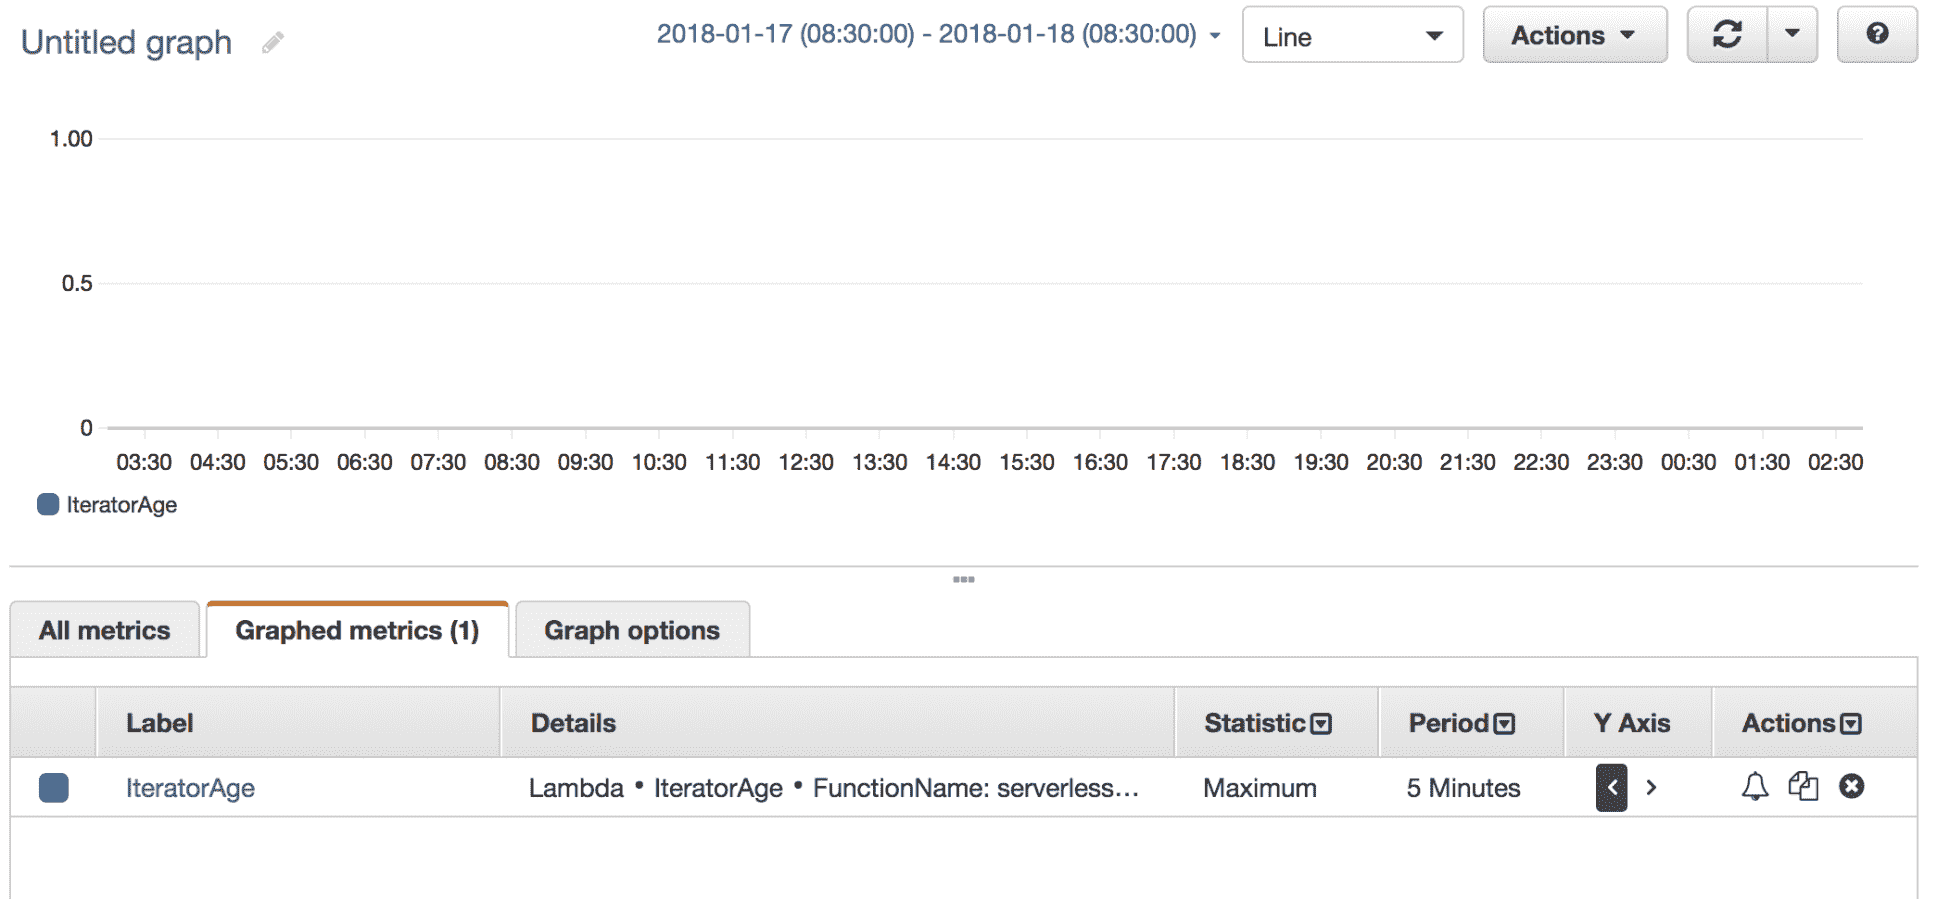 Untitled graph 2018-01-17 (08:30:00) - 2018-01-18 (08:30:00) Line Actions
1.00
0.5
0
03:30 04:30 05:30 06:30 07:30 08:30 09:30 10:30 11:30 12:30 13:30 14:30 15:30 16:30 17:30 18:30 19:30 20:30 21:30 22:30 23:30 00:30 01:30 02:30
IteratorAge
All metrics Graphed metrics (1) Graph options
Label Details Statistic Period Y Axis Actions
IteratorAge Lambda • IteratorAge • FunctionName: serverless... Maximum 5 Minutes < >